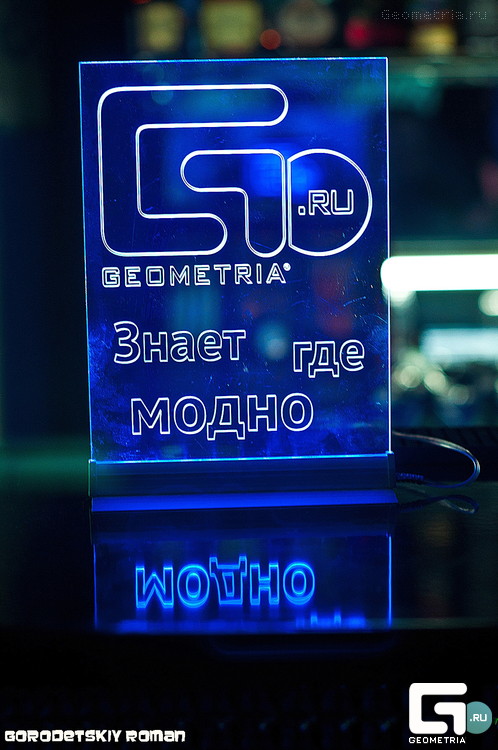 Geometria.ru
.RU
GEOMETRIA®
Знает где
модно
модно
GORODETSKIY ROMAN
.RU
GEOMETRIA